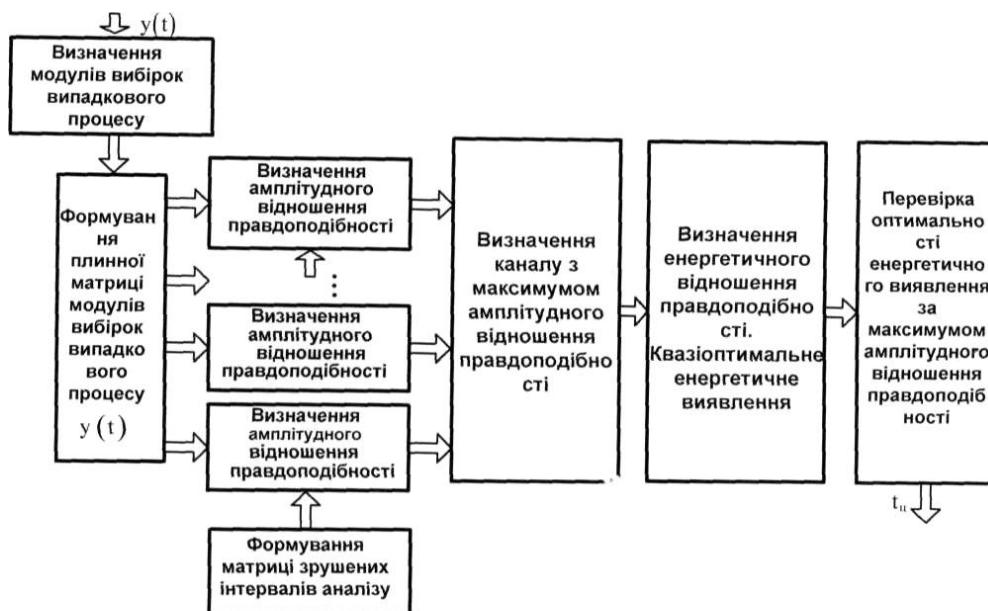 y(t)
Визначення
модулів вибірок
випадкового
процесу
Формуван
ня
плинної
матриці
модулів
вибірок
випадко
вого
процесу
y(t)
Визначення
амплітудного
відношення
правдоподібності
Визначення
амплітудного
відношення
правдоподібності
Визначення
амплітудного
відношення
правдоподібності
Формування
матриці зрушених
інтервалів аналізу
Визначення
каналу з
максимумом
амплітудного
відношення
правдоподібно
сті
Визначення
енергетичного
відношення
правдоподібно
сті.
Квазіоптимальне
енергетичне
виявлення
Перевірка
оптимально
сті
енергетично
го виявлення
за
максимумом
амплітудного
відношення
правдоподіб
ності
tц